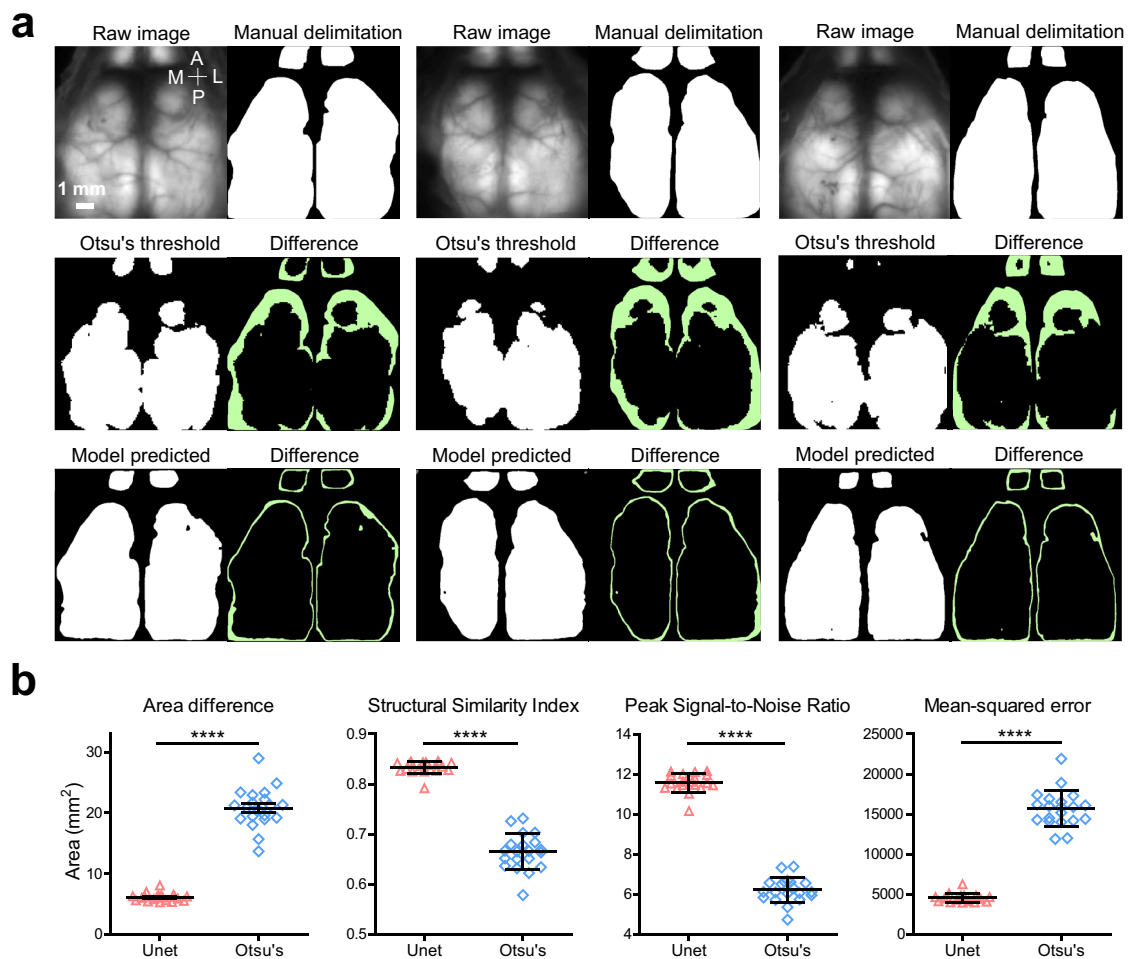 a
Raw image Manual delimitation Raw image Manual delimitation Raw image Manual delimitation
A
M L
P
1 mm
Otsu's threshold Difference Otsu's threshold Difference Otsu's threshold Difference
Model predicted Difference Model predicted Difference Model predicted Difference
b
Area difference
****
Area (mm²)
30
20
10
0
Unet Otsu's
Structural Similarity Index
****
0.9
0.8
0.7
0.6
0.5
Unet Otsu's
Peak Signal-to-Noise Ratio
****
14
12
10
8
6
4
Unet Otsu's
Mean-squared error
****
25000
20000
15000
10000
5000
0
Unet Otsu's